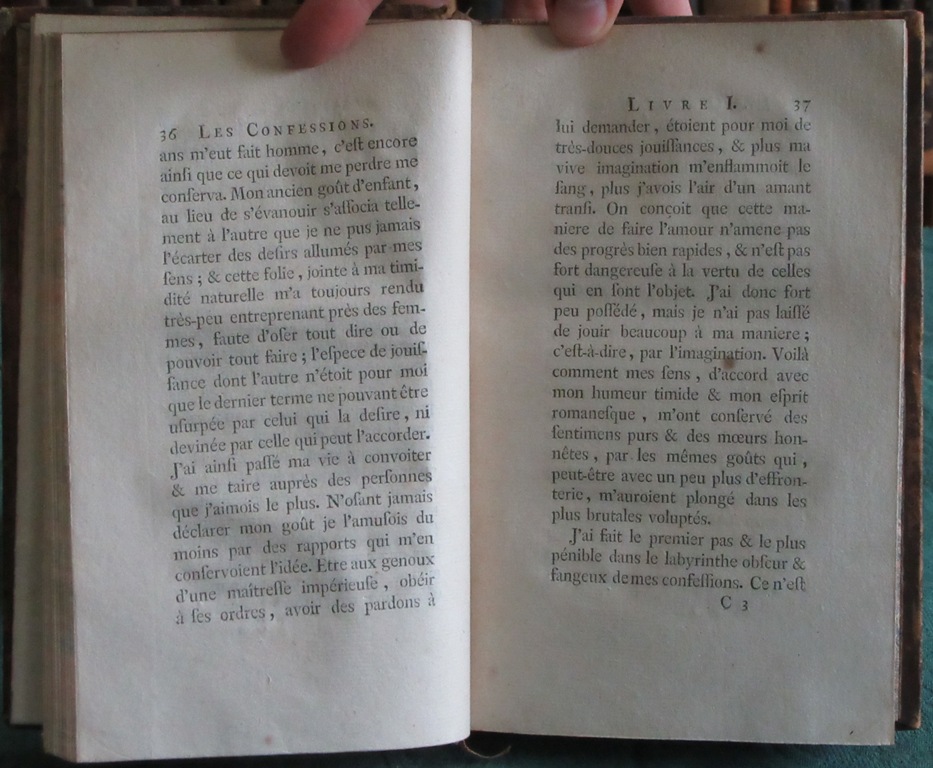 36 LES CONFESSIONS.
ans m'eut fait homme, c'eſt encore
ainſi que ce qui devoit me perdre me
conſerva. Mon ancien goût d'enfant,
au lieu de s'évanouir s'aſſocia telle-
ment à l'autre que je ne pus jamais
l'écarter des deſirs allumés par mes
ſens ; & cette folie, jointe à ma timi-
dité naturelle m'a toujours rendu
très-peu entreprenant près des fem-
mes, faute d'oſer tout dire ou de
pouvoir tout faire ; l'eſpece de jouiſ-
ſance dont l'autre n'étoit pour moi
que le dernier terme ne pouvant être
uſurpée par celui qui la deſire, ni
devinée par celle qui peut l'accorder.
J'ai ainſi paſſé ma vie à convoiter
& me taire auprès des perſonnes
que j'aimois le plus. N'oſant jamais
déclarer mon goût je l'amuſois du
moins par des rapports qui m'en
conſervoient l'idée. Etre aux genoux
d'une maîtreſſe impérieuſe, obéir
à ſes ordres, avoir des pardons à
LIVRE I. 37
lui demander, étoient pour moi de
très-douces jouiſſances, & plus ma
vive imagination m'enflammoit le
ſang, plus j'avois l'air d'un amant
tranſi. On conçoit que cette ma-
niere de faire l'amour n'amene pas
des progrès bien rapides, & n'eſt pas
fort dangereuſe à la vertu de celles
qui en ſont l'objet. J'ai donc fort
peu poſſédé, mais je n'ai pas laiſſé
de jouir beaucoup à ma maniere ;
c'eſt-à-dire, par l'imagination. Voilà
comment mes ſens, d'accord avec
mon humeur timide & mon eſprit
romaneſque, m'ont conſervé des
ſentimens purs & des mœurs hon-
nêtes, par les mêmes goûts qui,
peut-être avec un peu plus d'effron-
terie, m'auroient plongé dans les
plus brutales voluptés.
J'ai fait le premier pas & le plus
pénible dans le labyrinthe obſcur &
fangeux de mes confeſſions. Ce n'eſt
C 3